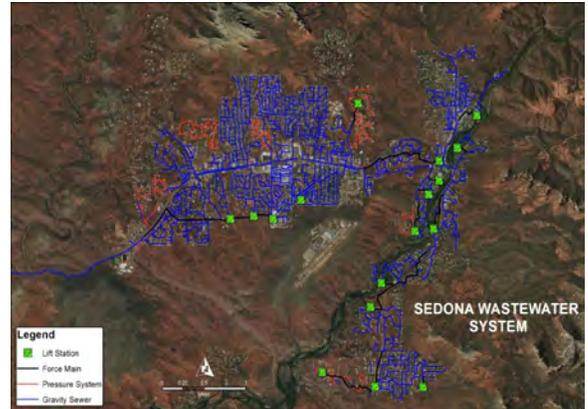 SEDONA WASTEWATER
SYSTEM
Legend
Lift Station
Force Main
Pressure System
Gravity Sewer